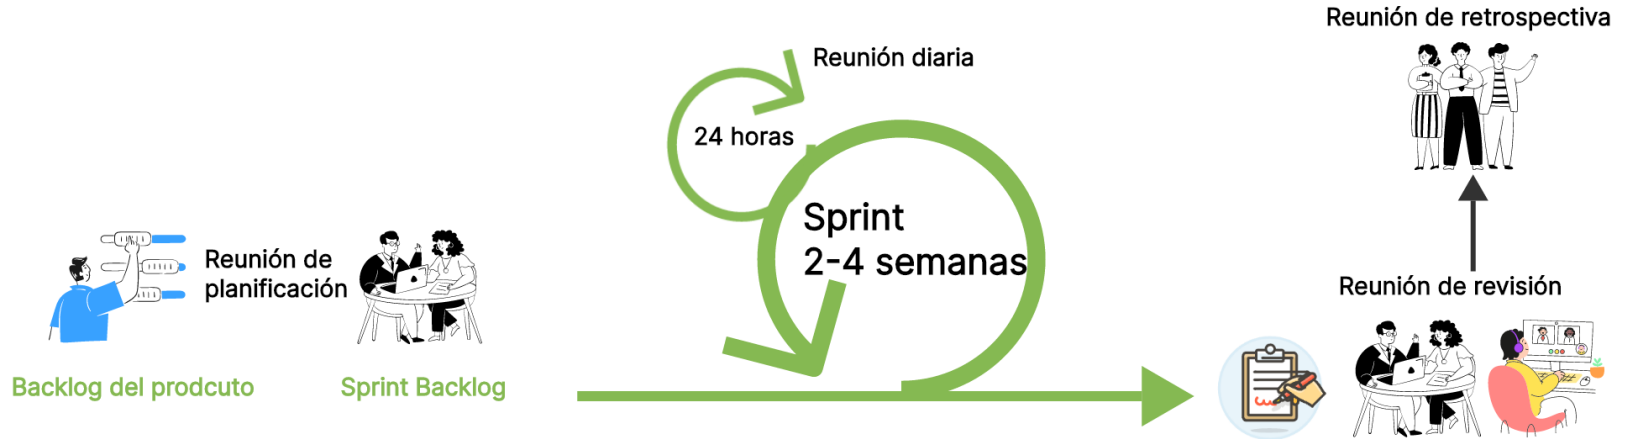 Reunión de retrospectiva
Reunión diaria
24 horas
Sprint
2-4 semanas
Reunión de
planificación
Reunión de revisión
Backlog del prodcuto
Sprint Backlog